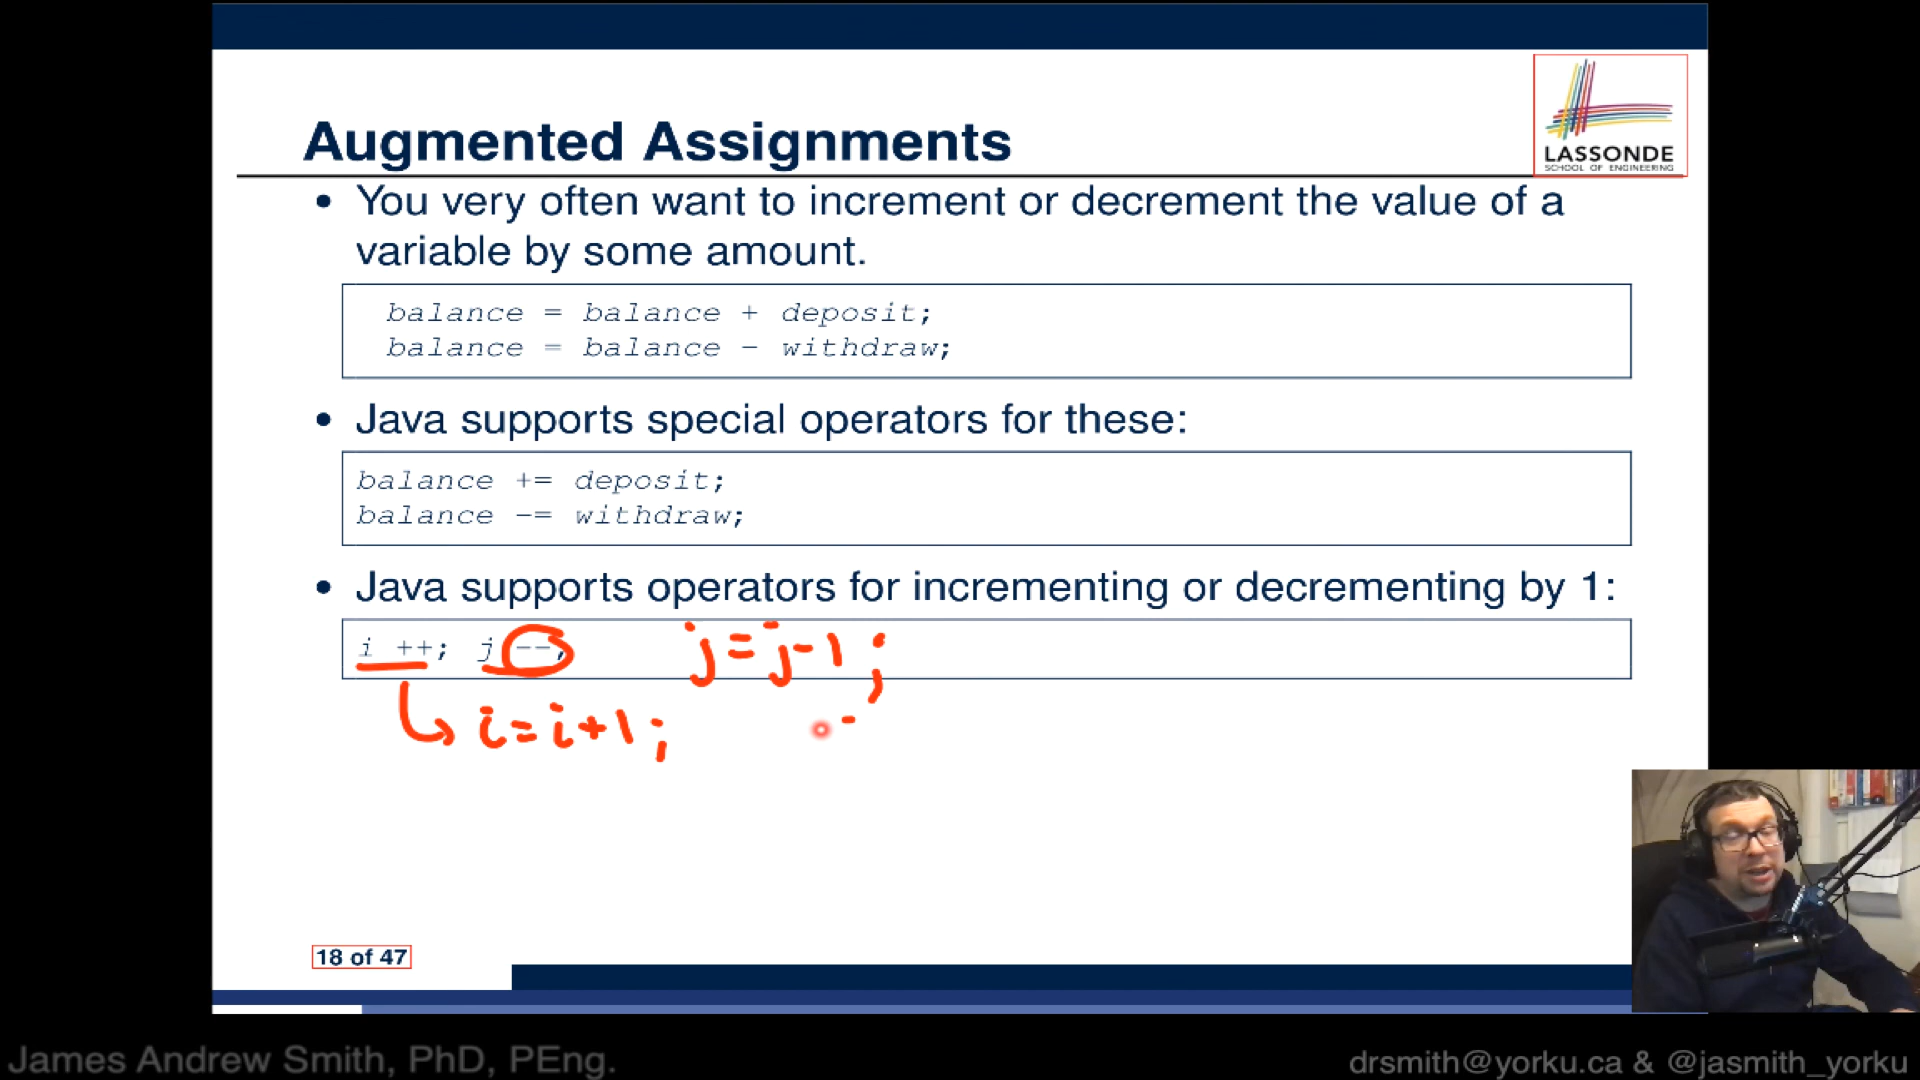 LASSONDE
SCHOOL OF ENGINEERING
Augmented Assignments
• You very often want to increment or decrement the value of a
variable by some amount.
balance = balance + deposit;
balance = balance - withdraw;
• Java supports special operators for these:
balance += deposit;
balance -= withdraw;
• Java supports operators for incrementing or decrementing by 1:
i ++; j --; j=j-1;
i=i+1;
18 of 47
James Andrew Smith, PhD, PEng.
drsmith@yorku.ca & @jasmith_yorku